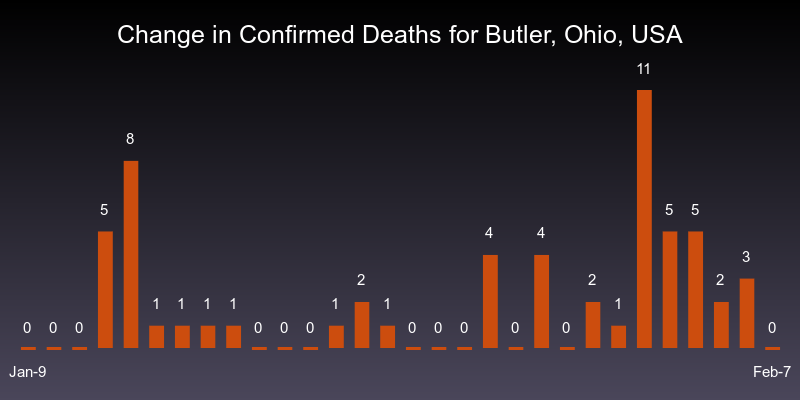 Change in Confirmed Deaths for Butler, Ohio, USA
11
8
5 5 5
4 4
3
2 2 2
1 1 1 1 1 1 1
0 0 0 0 0 0 0 0 0 0 0 0
Jan-9 Feb-7